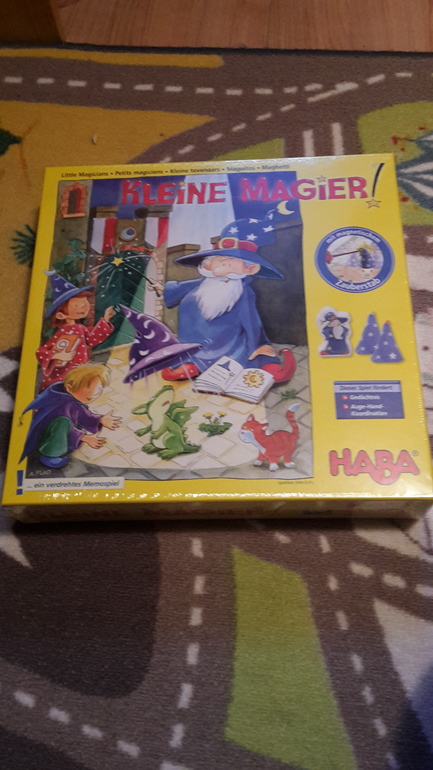 Little Magicians • Petits magiciens • Kleine tovenaars • Maguitos • Maghetti
KLEINE MAGIER!
mit magnetischem
Zauberstab
Dieses Spiel fördert:
Gedächtnis
Auge-Hand-
Koordination
HABA
... ein verdrehtes Memospiel